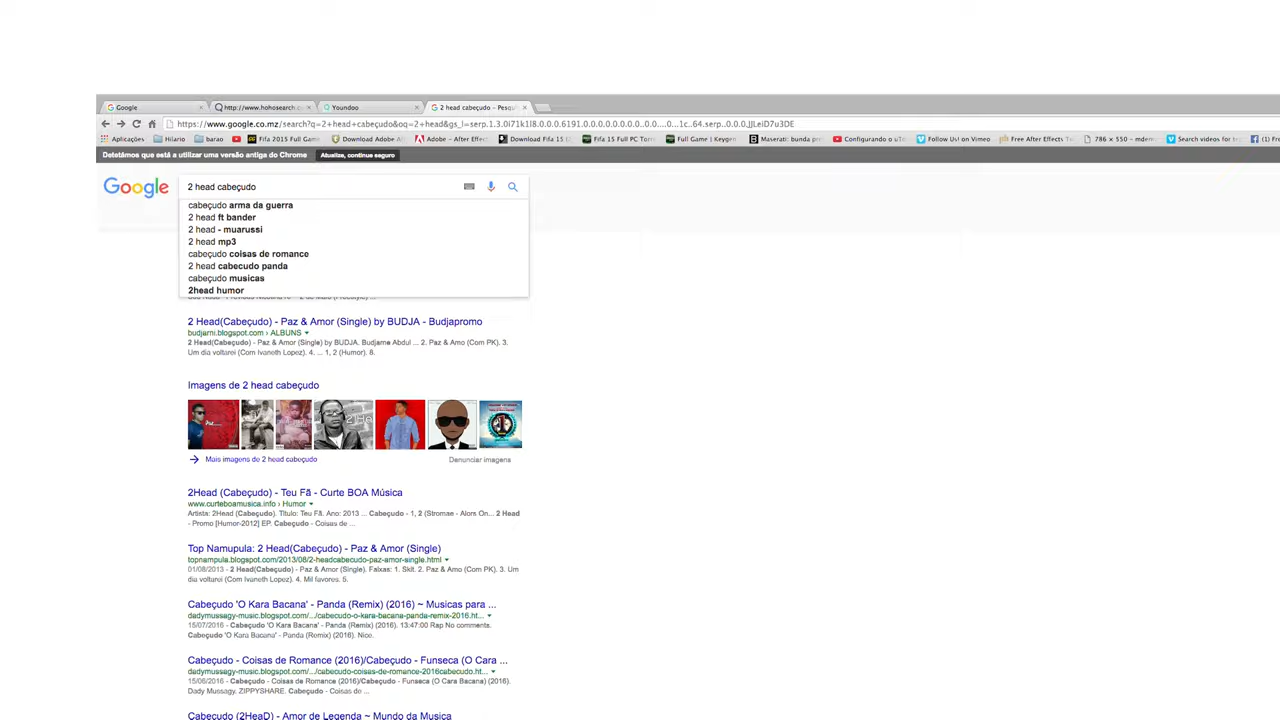 Google
http://www.hohosearch.c
Youndoo
2 head cabeçudo - Pesqu
https://www.google.co.mz/search?q=2+head+cabeçudo&oq=2+head&gs_l=serp.1.3.0i71k1l8.0.0.0.6191.0.0.0.0.0.0.0.0..0.0....0...1c..64.serp..0.0.0.JJLeiD7u3DE
Aplicações Hilario barao Fifa 2015 Full Game Download Adobe Adobe - After Effect Download Fifa 15 Fifa 15 Full PC Torr Full Game | Keygen Maserati: bunda pe Configurando o uTo Follow Us! on Vimeo Free After Effects Te 786 × 550 - mdem Search videos for (1) Fre
Detetámos que está a utilizar uma versão antiga do Chrome Atualize, continue seguro
Google 2 head cabeçudo
cabeçudo arma da guerra
2 head ft bander
2 head - muarussi
2 head mp3
cabeçudo coisas de romance
2 head cabecudo panda
cabeçudo musicas
2head humor
2 Head(Cabeçudo) - Paz & Amor (Single) by BUDJA - Budjapromo
budjarni.blogspot.com › ALBUNS
2 Head(Cabeçudo) - Paz & Amor (Single) by BUDJA. Budjarne Abdul ... 2. Paz & Amo (Com PK). 3.
Um dia voltarei (Com Ivaneth Lopez). 4. ... 1, 2 (Humor). 8.
Imagens de 2 head cabeçudo
Mais imagens de 2 head cabeçudo
Denunciar imagens
2Head (Cabeçudo) - Teu Fã - Curte BOA Música
www.curteboamusica.info › Humor
Artista: 2Head (Cabeçudo). Título: Teu Fã. Ano: 2013 ... Cabeçudo - 1, 2 (Stromae - Alors On... 2 Head
- Promo [Humor-2012] EP. Cabeçudo - Coisas de ...
Top Nampula: 2 Head(Cabeçudo) - Paz & Amor (Single)
topnampula.blogspot.com/2013/08/2-headcabecudo-paz-amor-single.html
01/08/2013 - 2 Head(Cabeçudo) - Paz & Amor (Single). Faixas: 1. Skit. 2. Paz & Amo (Com PK). 3. Um
dia voltarei (Com Ivaneth Lopez). 4. Mil favores. 5.
Cabeçudo 'O Kara Bacana' - Panda (Remix) (2016) ~ Musicas para ...
dadymussagy-music.blogspot.com/.../cabecudo-o-kara-bacana-panda-remix-2016.ht...
15/07/2016 - Cabeçudo 'O Kara Bacana' - Panda (Remix) (2016). 13:47:00 Rap No comments.
Cabeçudo 'O Kara Bacana' - Panda (Remix) (2016). Nice.
Cabeçudo - Coisas de Romance (2016)/Cabeçudo - Funseca (O Cara ...
dadymussagy-music.blogspot.com/.../cabecudo-coisas-de-romance-2016cabecudo.ht...
15/06/2016 - Cabeçudo - Coisas de Romance (2016)/Cabeçudo - Funseca (O Cara Bacana) (2016).
Dady Mussagy. ZIPPYSHARE. Cabeçudo - Coisas de ...
Cabeçudo (2HeaD) - Amor de Legenda ~ Mundo da Musica